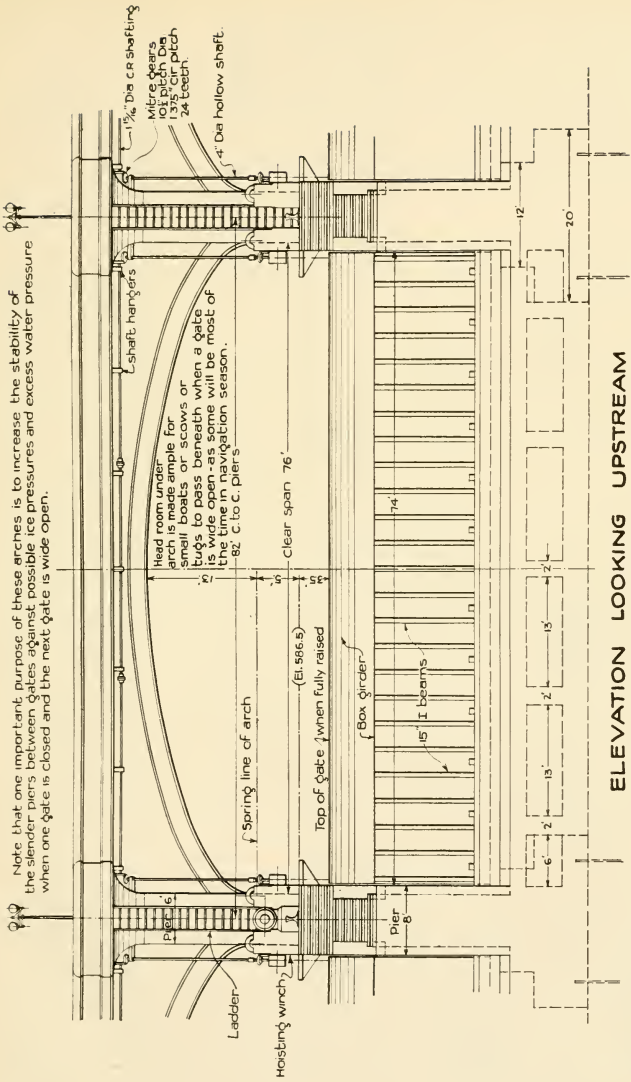 Note that one important purpose of these arches is to increase the stability of
the slender piers between gates against possible ice pressures and excess water pressure
when one gate is closed and the next gate is wide open.
1 15/16" Dia C.R Shafting
Mitre gears
10½ pitch Dia
1.375" Cir pitch
24 teeth.
4" Dia hollow shaft.
shaft hangers
Head room under
arch is made ample for
small boats or scows or
tugs to pass beneath when a gate
is wide open - as some will be most of
the time in navigation season.
82' C. to C. piers
13'
Spring line of arch
5'
Clear span 76'
(El. 586.5)
3.5'
Top of gate when fully raised
Box girder
Pier 6'
Ladder
Hoisting winch
Pier
8'
74'
15" I beams
12'
20'
6'
2'
13'
2'
13'
2'
ELEVATION LOOKING UPSTREAM